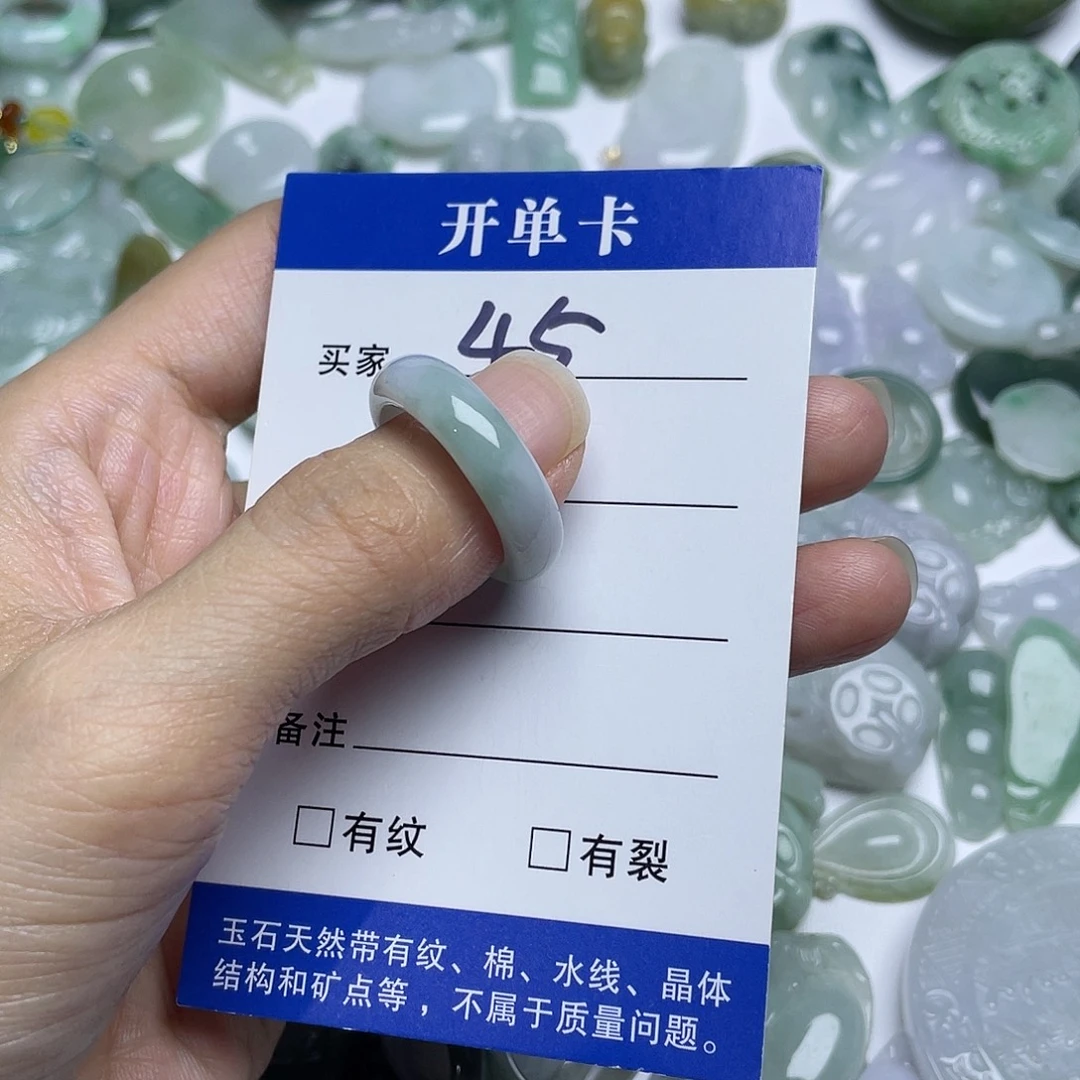 开单卡
买家 45
备注
□有纹 □有裂
玉石天然带有纹、棉、水线、晶体
结构和矿点等，不属于质量问题。